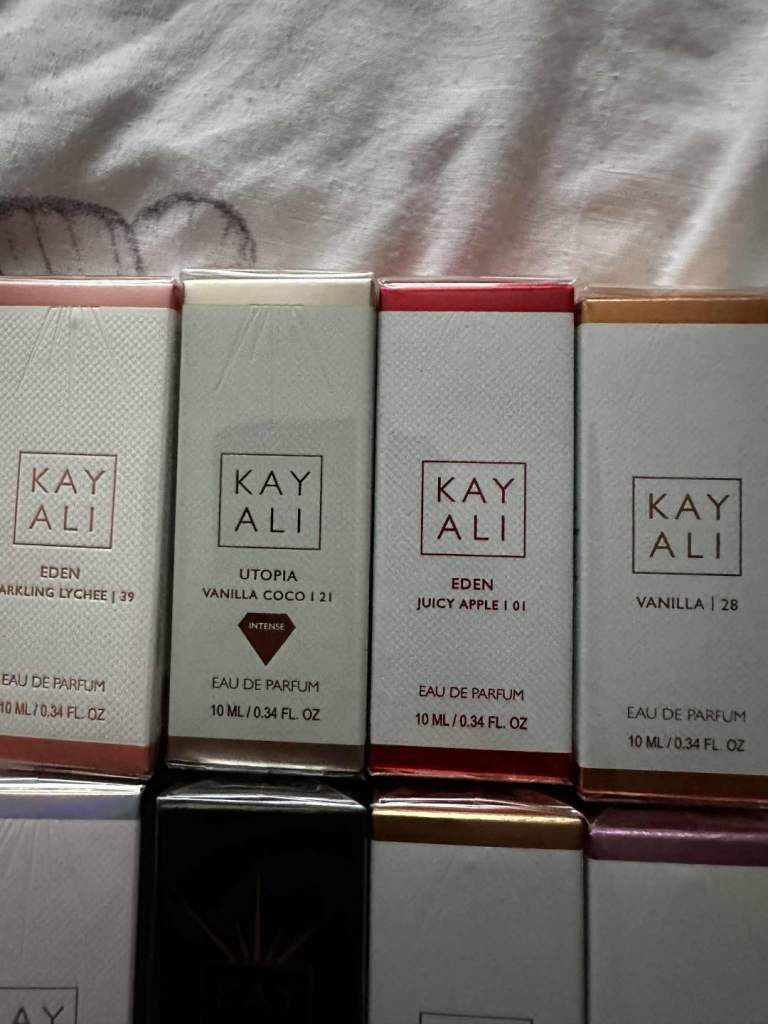 KAY
ALI
EDEN
ARKLING LYCHEE | 39
EAU DE PARFUM
10 ML / 0.34 FL. OZ
KAY
ALI
UTOPIA
VANILLA COCO | 21
INTENSE
EAU DE PARFUM
10 ML / 0.34 FL. OZ
KAY
ALI
EDEN
JUICY APPLE | 01
EAU DE PARFUM
10 ML / 0.34 FL. OZ
KAY
ALI
VANILLA | 28
EAU DE PARFUM
10 ML / 0.34 FL. OZ
AY
KAY
ALI